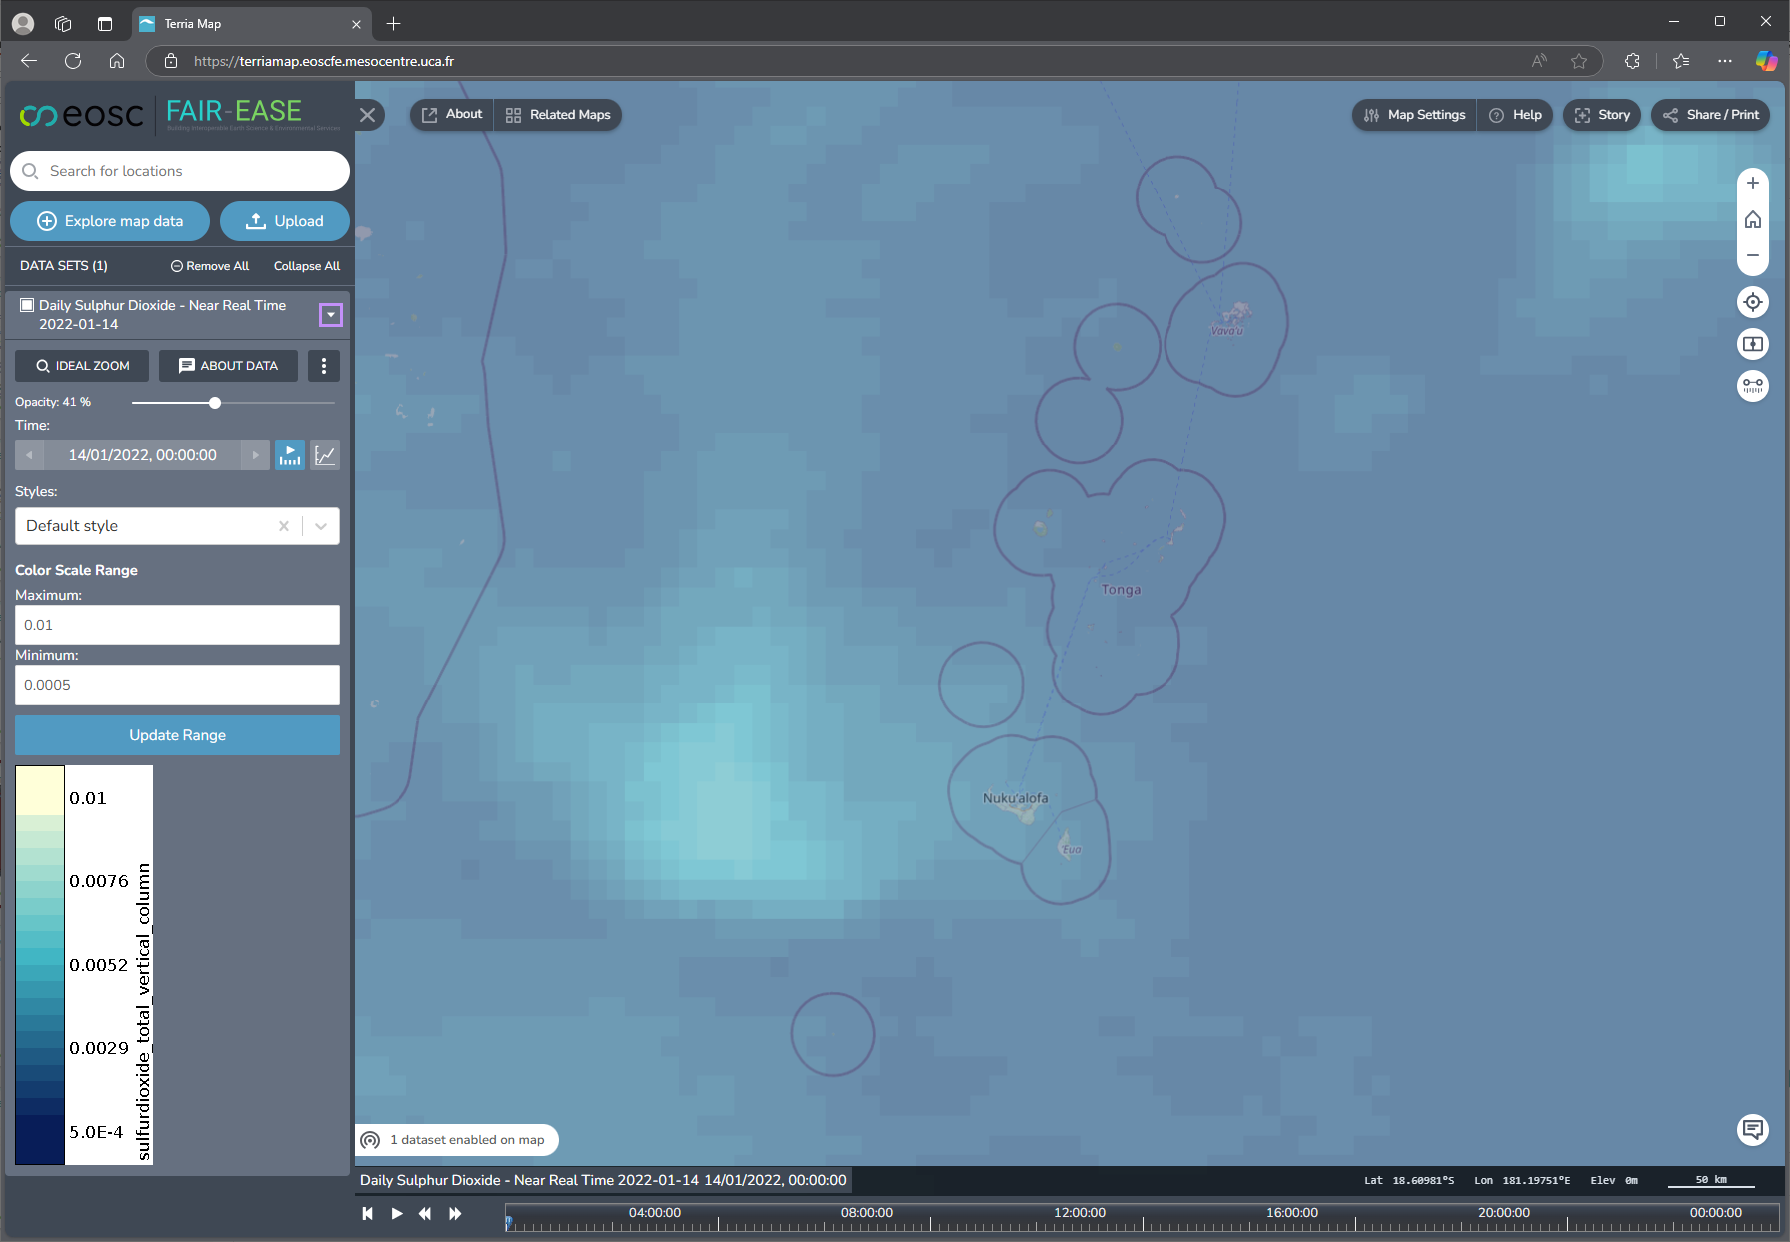 Terria Map
https://terriamap.eoscfe.mesocentre.uca.fr
eosc
FAIR-EASE
Building Interoperable Earth Science & Environmental Services
About
Related Maps
Map Settings
Help
Story
Share / Print
Search for locations
Explore map data
Upload
DATA SETS (1)
Remove All
Collapse All
Daily Sulphur Dioxide - Near Real Time
2022-01-14
IDEAL ZOOM
ABOUT DATA
Opacity: 41 %
Time:
14/01/2022, 00:00:00
Styles:
Default style
Color Scale Range
Maximum:
0.01
Minimum:
0.0005
Update Range
0.01
0.0076
0.0052
0.0029
5.0E-4
sulfurdioxide_total_vertical_column
Vava'u
Tonga
Nuku'alofa
ʻEua
1 dataset enabled on map
Daily Sulphur Dioxide - Near Real Time 2022-01-14 14/01/2022, 00:00:00
Lat 18.60981°S Lon 181.19751°E Elev 0m
50 km
04:00:00
08:00:00
12:00:00
16:00:00
20:00:00
00:00:00